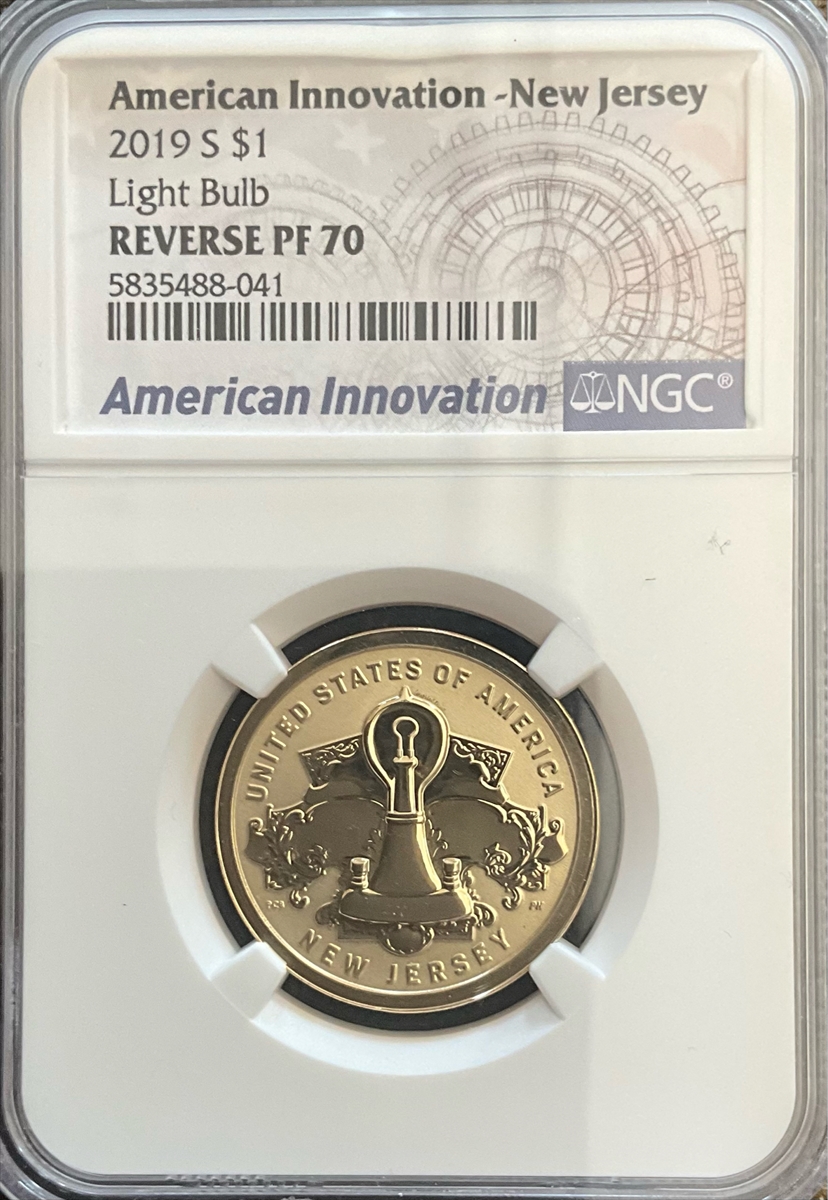 American Innovation -New Jersey
2019 S $1
Light Bulb
REVERSE PF 70
5835488-041
American Innovation NGC®
UNITED STATES OF AMERICA
NEW JERSEY